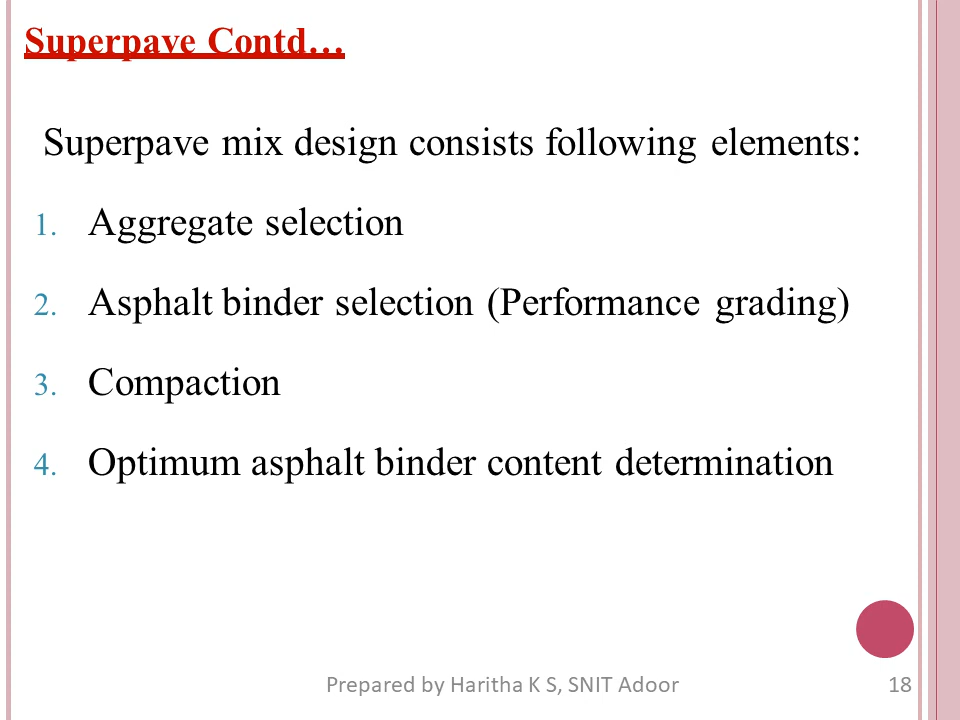 Superpave Contd…
Superpave mix design consists following elements:
1. Aggregate selection
2. Asphalt binder selection (Performance grading)
3. Compaction
4. Optimum asphalt binder content determination
Prepared by Haritha K S, SNIT Adoor 18